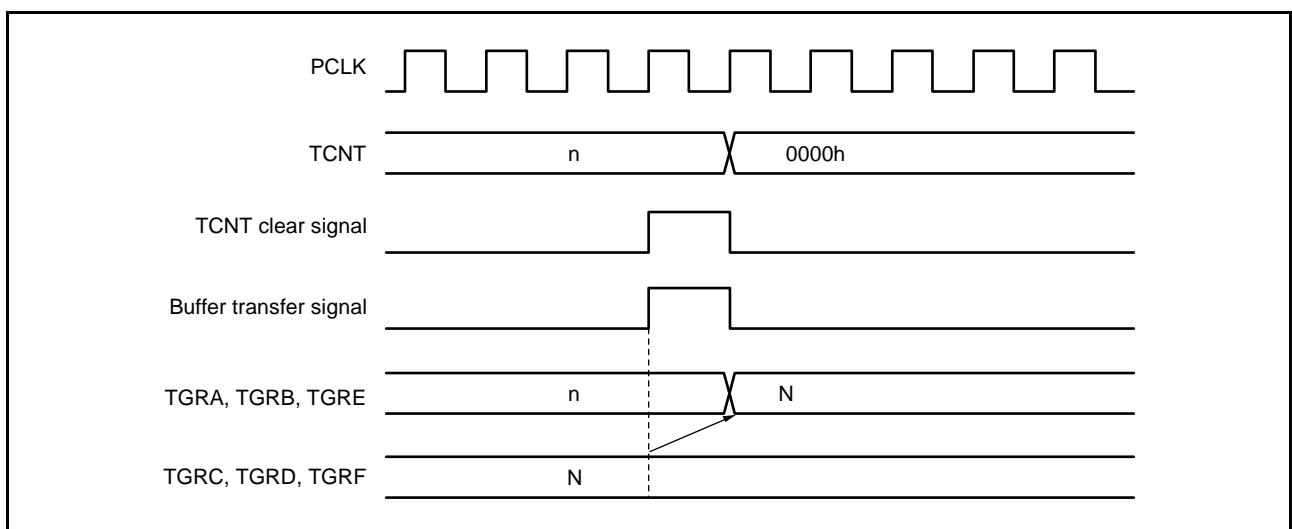 PCLK
TCNT n 0000h
TCNT clear signal
Buffer transfer signal
TGRA, TGRB, TGRE n N
TGRC, TGRD, TGRF N